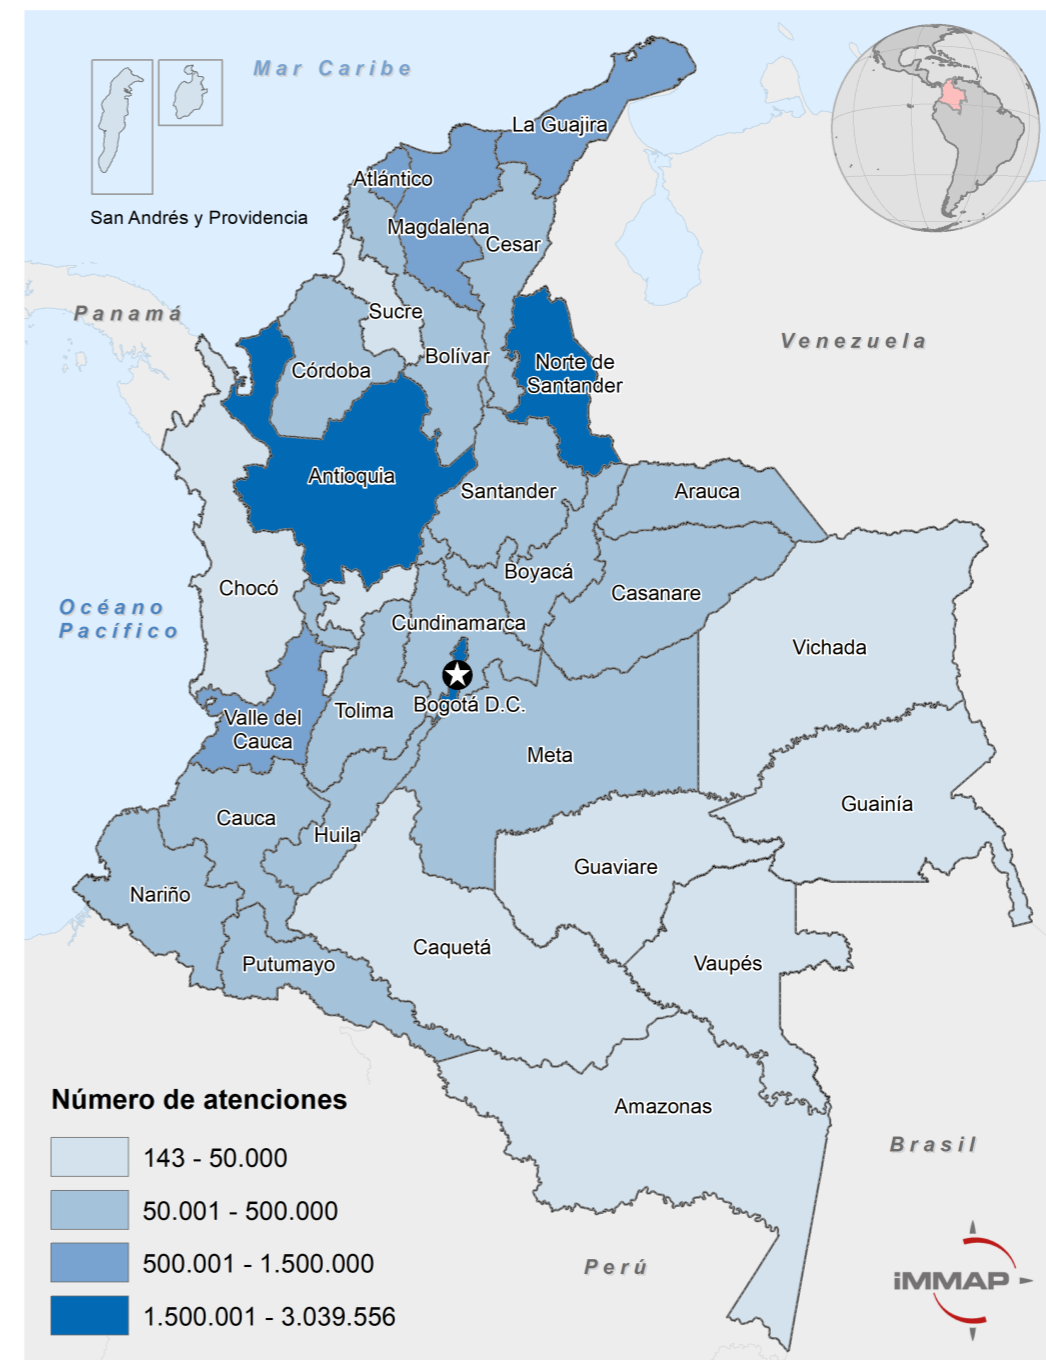 Mar Caribe
La Guajira
Atlántico
San Andrés y Providencia
Magdalena
Cesar
Panamá
Sucre
Venezuela
Bolívar
Córdoba
Norte de
Santander
Antioquia
Santander
Arauca
Boyacá
Chocó
Casanare
Océano
Pacífico
Cundinamarca
Vichada
Bogotá D.C.
Tolima
Valle del
Cauca
Meta
Guainía
Cauca
Huila
Guaviare
Nariño
Caquetá
Putumayo
Vaupés
Número de atenciones
Amazonas
Brasil
143 - 50.000
50.001 - 500.000
500.001 - 1.500.000
Perú
iMMAP
1.500.001 - 3.039.556